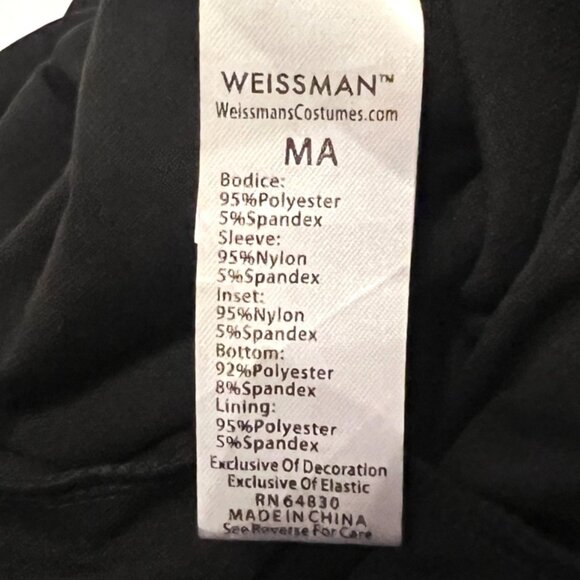 WEISSMAN™
WeissmansCostumes.com
MA
Bodice:
95%Polyester
5%Spandex
Sleeve:
95%Nylon
5%Spandex
Inset:
95%Nylon
5%Spandex
Bottom:
92%Polyester
8%Spandex
Lining:
95%Polyester
5%Spandex
Exclusive Of Decoration
Exclusive Of Elastic
RN 64830
MADE IN CHINA
See Reverse For Care